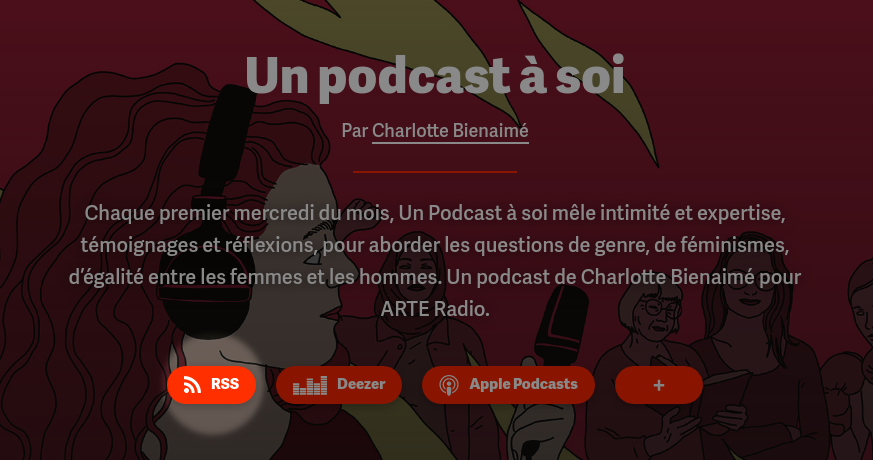 Un podcast à soi
Par Charlotte Bienaimé
Chaque premier mercredi du mois, Un Podcast à soi mêle intimité et expertise,
témoignages et réflexions, pour aborder les questions de genre, de féminismes,
d'égalité entre les femmes et les hommes. Un podcast de Charlotte Bienaimé pour
ARTE Radio.
RSS Deezer Apple Podcasts +